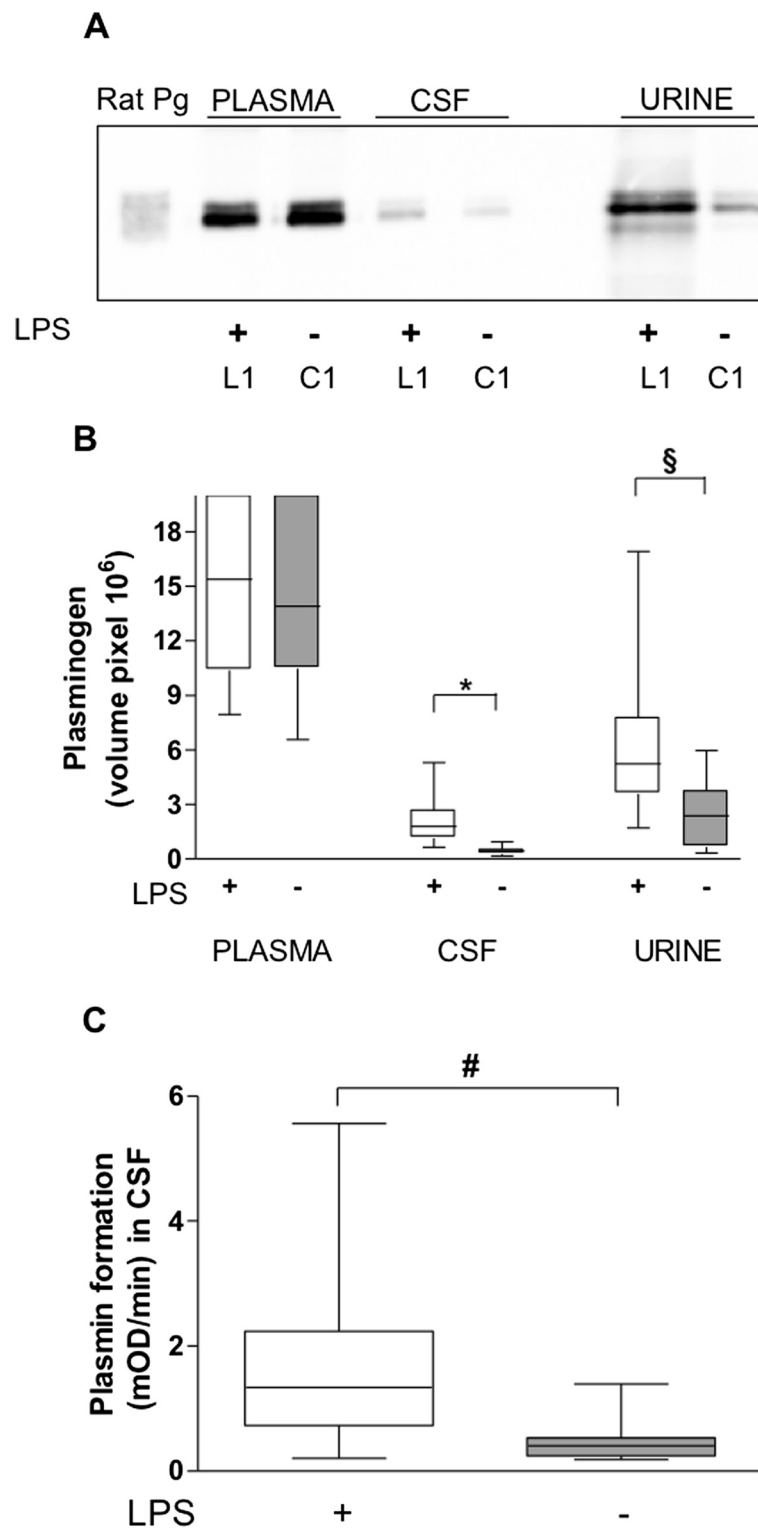 A
Rat Pg PLASMA CSF URINE
LPS + - + - + -
L1 C1 L1 C1 L1 C1
B
Plasminogen
(volume pixel 10⁶)
18
15
12
9
6
3
0
* §
LPS + - + - + -
PLASMA CSF URINE
C
Plasmin formation
(mOD/min) in CSF
6
4
2
0
#
LPS + -